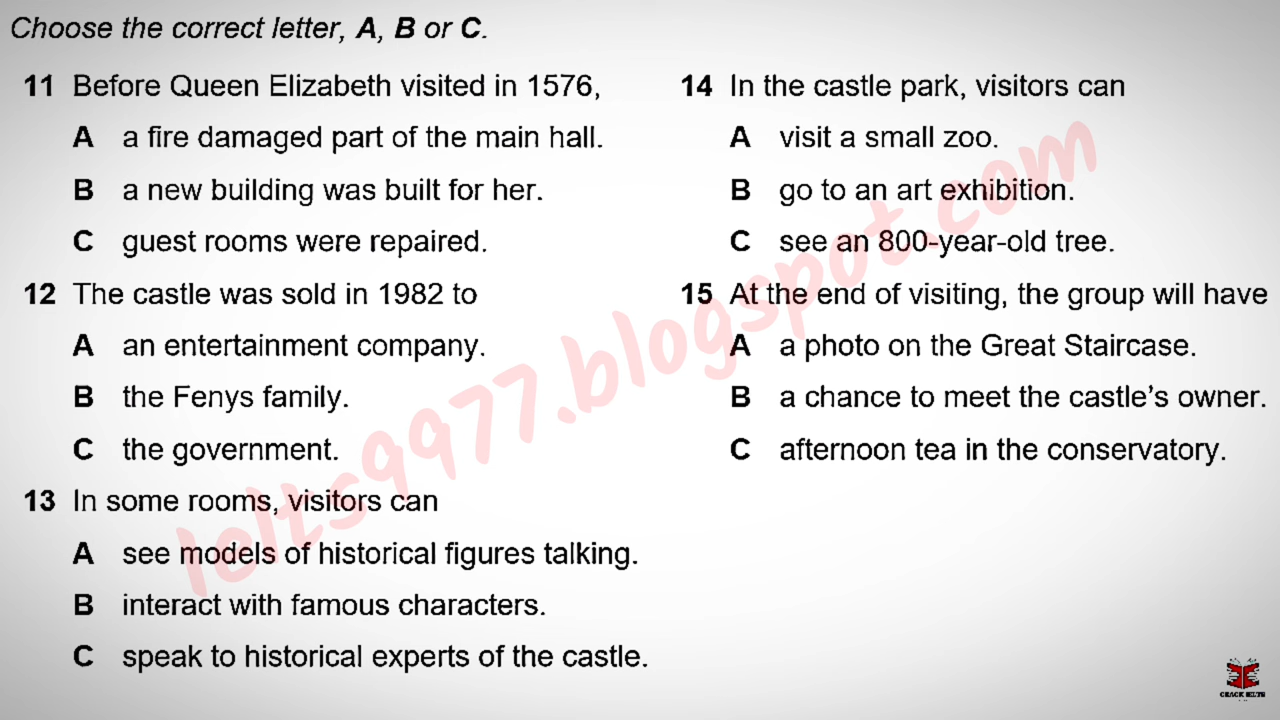 Choose the correct letter, A, B or C.
11 Before Queen Elizabeth visited in 1576,
A a fire damaged part of the main hall.
B a new building was built for her.
C guest rooms were repaired.
12 The castle was sold in 1982 to
A an entertainment company.
B the Fenys family.
C the government.
13 In some rooms, visitors can
A see models of historical figures talking.
B interact with famous characters.
C speak to historical experts of the castle.
14 In the castle park, visitors can
A visit a small zoo.
B go to an art exhibition.
C see an 800-year-old tree.
15 At the end of visiting, the group will have
A a photo on the Great Staircase.
B a chance to meet the castle's owner.
C afternoon tea in the conservatory.
Ielts9977.blogspot.com
CRACK IELTS